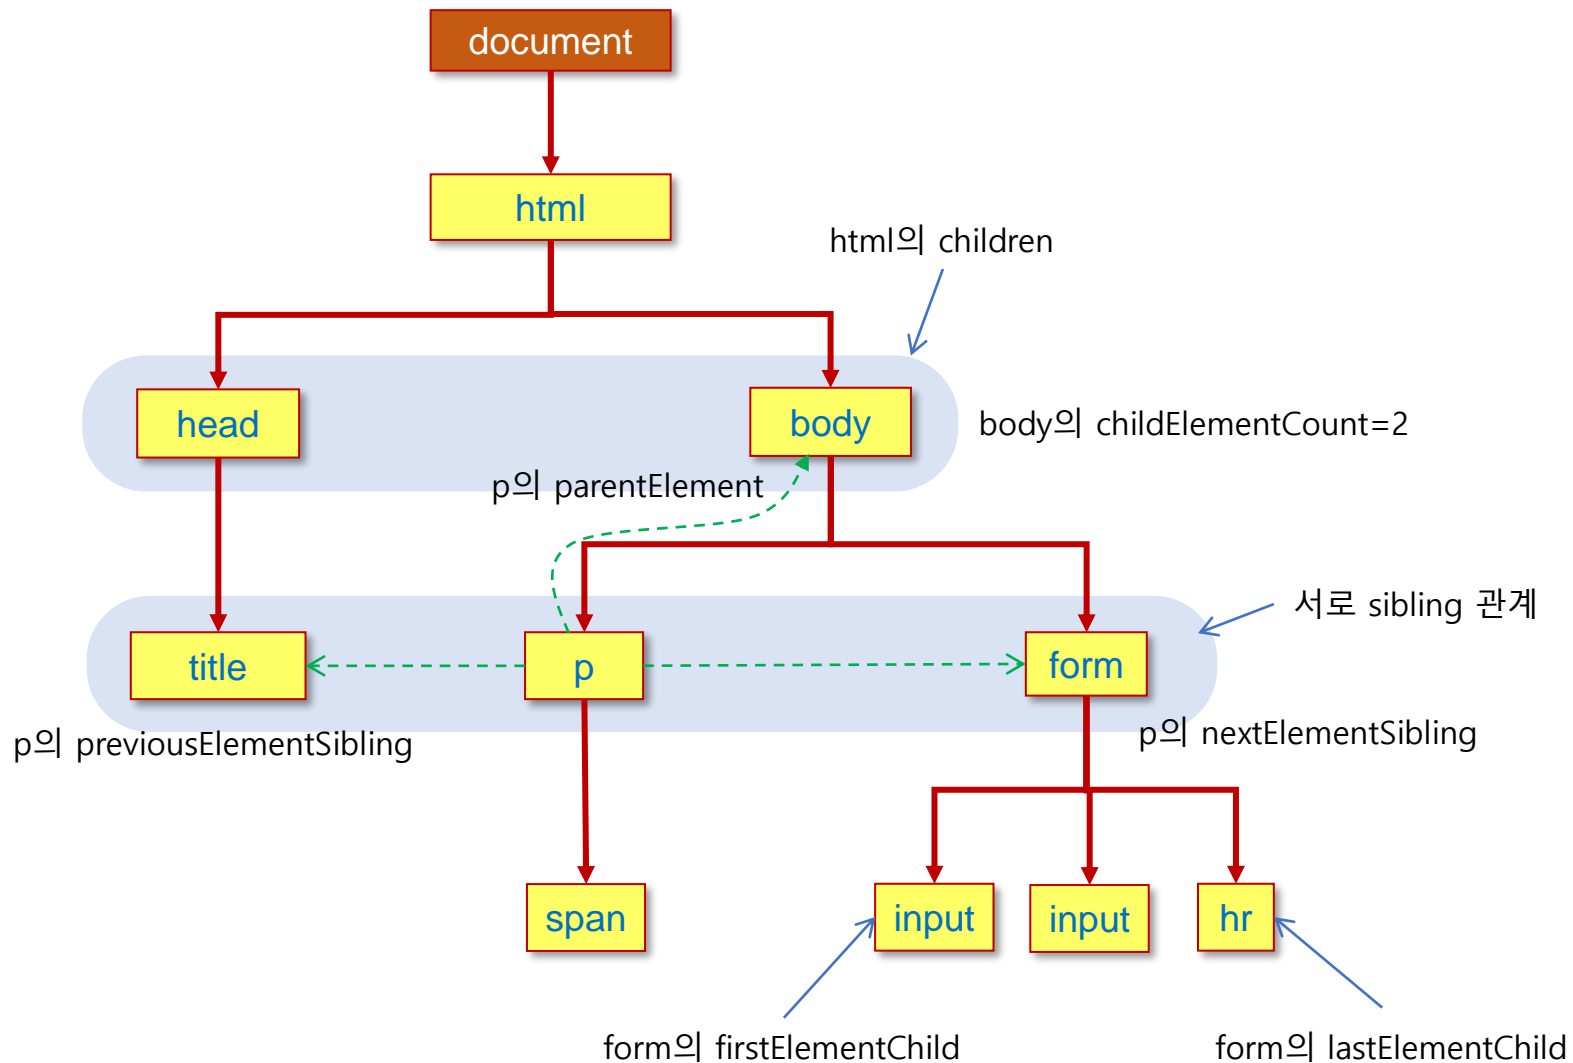 document
html
html의 children
head
body
body의 childElementCount=2
p의 parentElement
서로 sibling 관계
title
p
form
p의 previousElementSibling
p의 nextElementSibling
span
input
input
hr
form의 firstElementChild
form의 lastElementChild